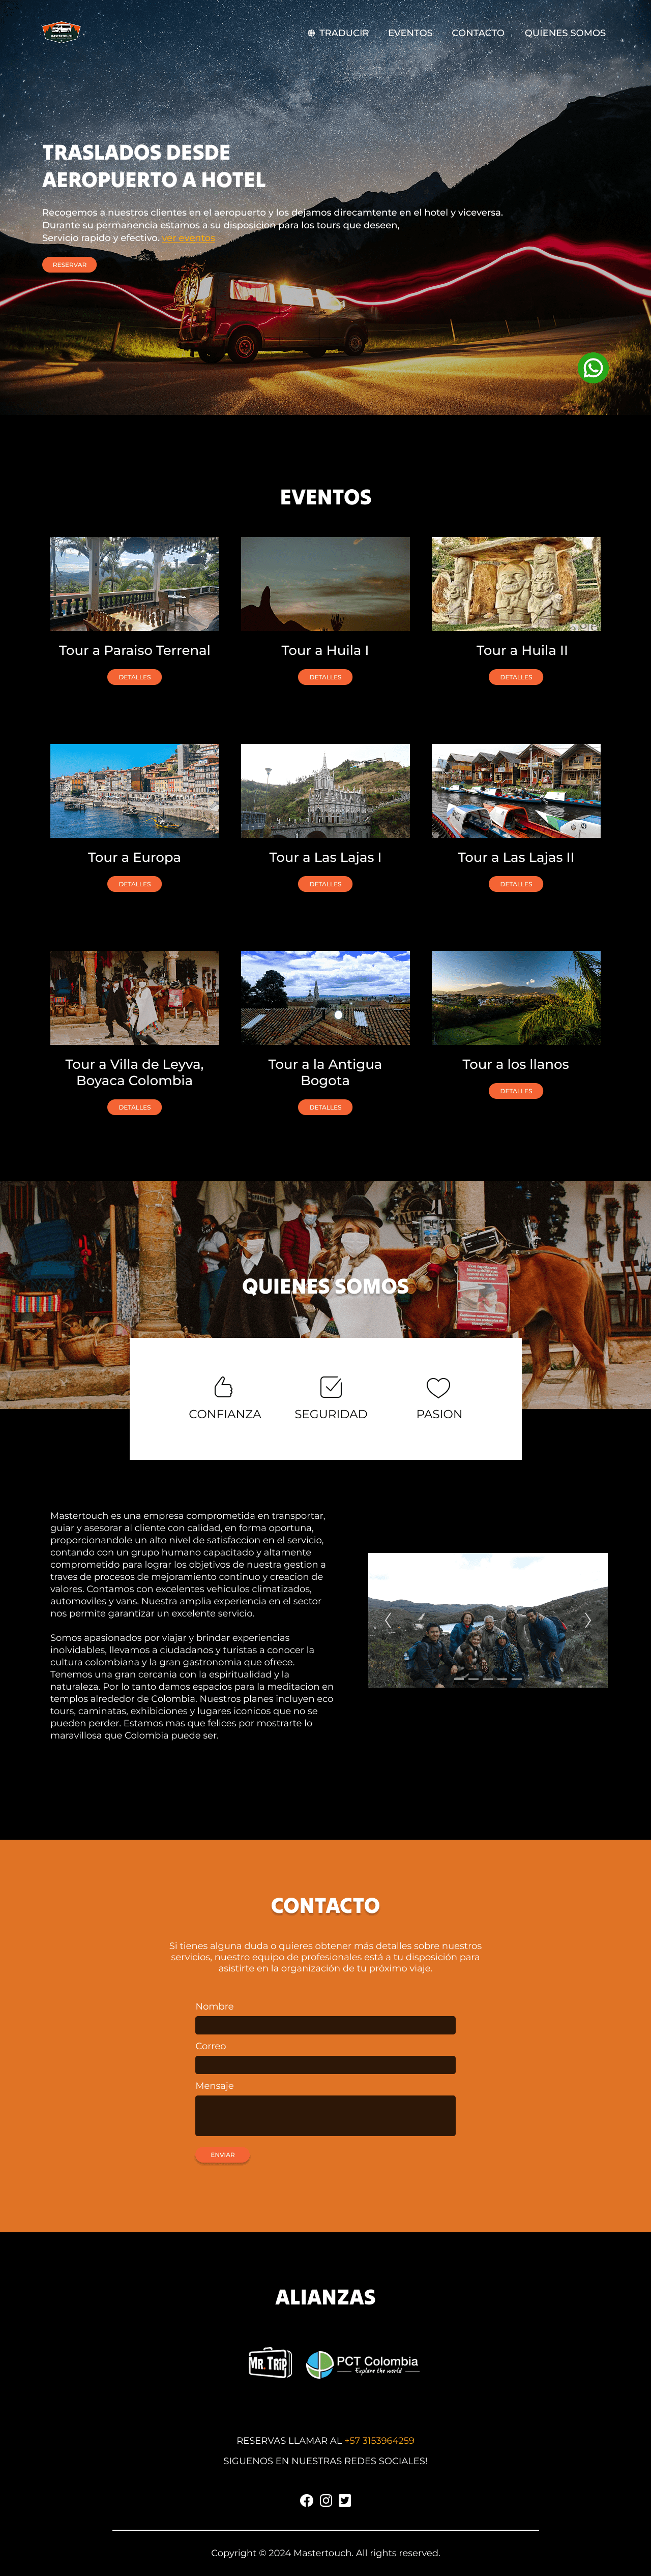 MASTERTOUCH
TRADUCIR EVENTOS CONTACTO QUIENES SOMOS
TRASLADOS DESDE
AEROPUERTO A HOTEL
Recogemos a nuestros clientes en el aeropuerto y los dejamos direcamtente en el hotel y viceversa.
Durante su permanencia estamos a su disposición para los tours que deseen,
Servicio rapido y efectivo. ver eventos
RESERVAR
EVENTOS
Tour a Paraiso Terrenal
DETALLES
Tour a Huila I
DETALLES
Tour a Huila II
DETALLES
Tour a Europa
DETALLES
Tour a Las Lajas I
DETALLES
Tour a Las Lajas II
DETALLES
Tour a Villa de Leyva,
Boyaca Colombia
DETALLES
Tour a la Antigua
Bogota
DETALLES
Tour a los llanos
DETALLES
QUIENES SOMOS
CONFIANZA
SEGURIDAD
PASION
Mastertouch es una empresa comprometida en transportar,
guiar y asesorar al cliente con calidad, en forma oportuna,
proporcionandole un alto nivel de satisfaccion en el servicio,
contando con un grupo humano capacitado y altamente
comprometido para lograr los objetivos de nuestra gestion a
traves de procesos de mejoramiento continuo y creacion de
valores. Contamos con excelentes vehiculos climatizados,
automoviles y vans. Nuestra amplia experiencia en el sector
nos permite garantizar un excelente servicio.
Somos apasionados por viajar y brindar experiencias
inolvidables, llevamos a ciudadanos y turistas a conocer la
cultura colombiana y la gran gastronomia que ofrece.
Tenemos una gran cercania con la espiritualidad y la
naturaleza. Por lo tanto damos espacios para la meditacion en
templos alrededor de Colombia. Nuestros planes incluyen eco
tours, caminatas, exhibiciones y lugares iconicos que no se
pueden perder. Estamos mas que felices por mostrarte lo
maravillosa que Colombia puede ser.
CONTACTO
Si tienes alguna duda o quieres obtener más detalles sobre nuestros
servicios, nuestro equipo de profesionales está a tu disposición para
asistirte en la organización de tu próximo viaje.
Nombre
Correo
Mensaje
ENVIAR
ALIANZAS
MR. TRIP
PCT Colombia
Explore the world
RESERVAS LLAMAR AL +57 3153964259
SIGUENOS EN NUESTRAS REDES SOCIALES!
Copyright © 2024 Mastertouch. All rights reserved.